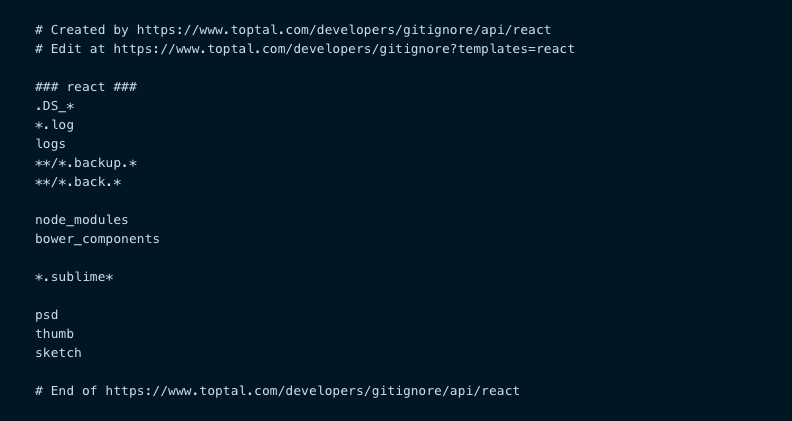 # Created by https://www.toptal.com/developers/gitignore/api/react
# Edit at https://www.toptal.com/developers/gitignore?templates=react

### react ###
.DS_*
*.log
logs
**/*.backup.*
**/*.back.*

node_modules
bower_components

*.sublime*

psd
thumb
sketch

# End of https://www.toptal.com/developers/gitignore/api/react